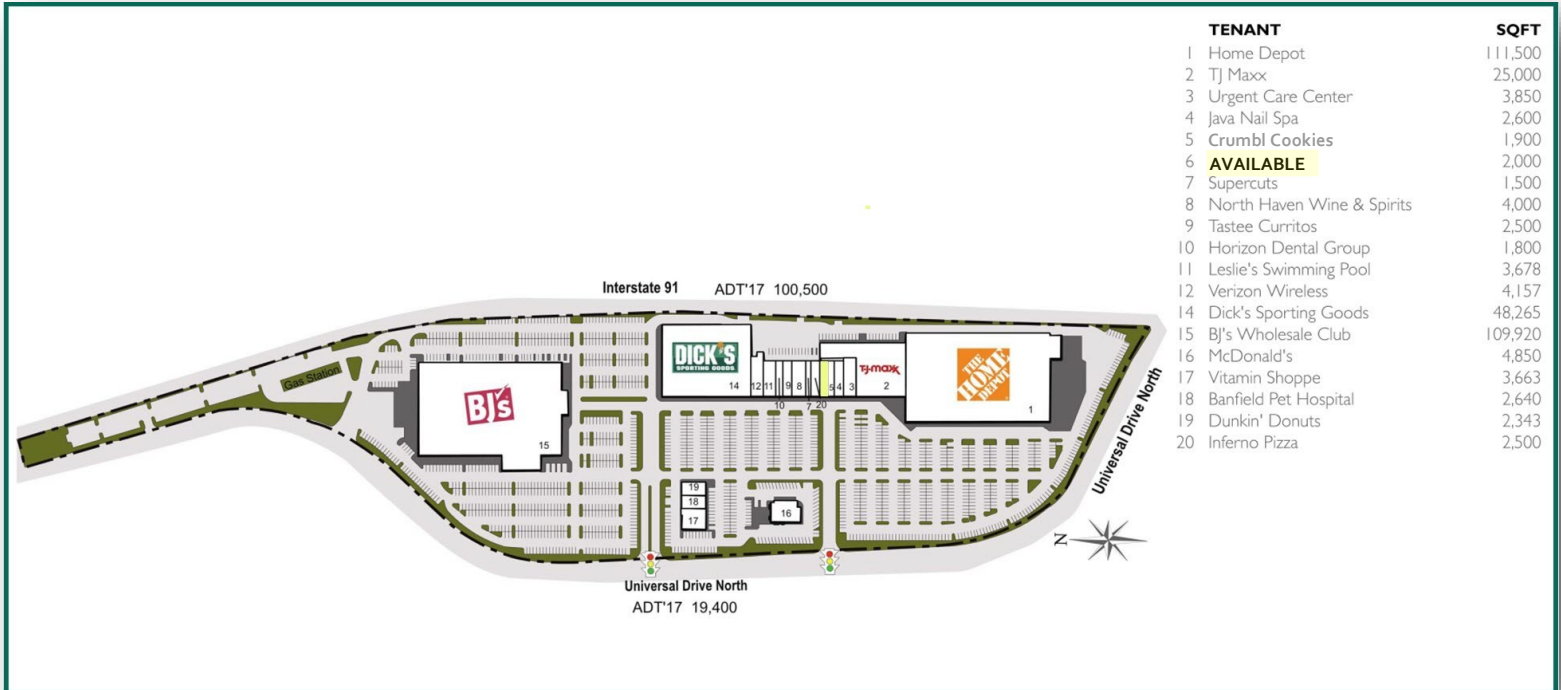 TENANT SQFT
1 Home Depot 111,500
2 TJ Maxx 25,000
3 Urgent Care Center 3,850
4 Java Nail Spa 2,600
5 Crumbl Cookies 1,900
6 AVAILABLE 2,000
7 Supercuts 1,500
8 North Haven Wine & Spirits 4,000
9 Tastee Curritos 2,500
10 Horizon Dental Group 1,800
11 Leslie's Swimming Pool 3,678
12 Verizon Wireless 4,157
14 Dick's Sporting Goods 48,265
15 BJ's Wholesale Club 109,920
16 McDonald's 4,850
17 Vitamin Shoppe 3,663
18 Banfield Pet Hospital 2,640
19 Dunkin' Donuts 2,343
20 Inferno Pizza 2,500
Interstate 91 ADT'17 100,500
Gas Station
BJ's
15
DICK'S
SPORTING GOODS
14 12 11 9 8 5 4 3
10 7 20
T.J.maxx
2
THE
HOME
DEPOT
1
Universal Drive North
19
18
17
16
N
Universal Drive North
ADT'17 19,400